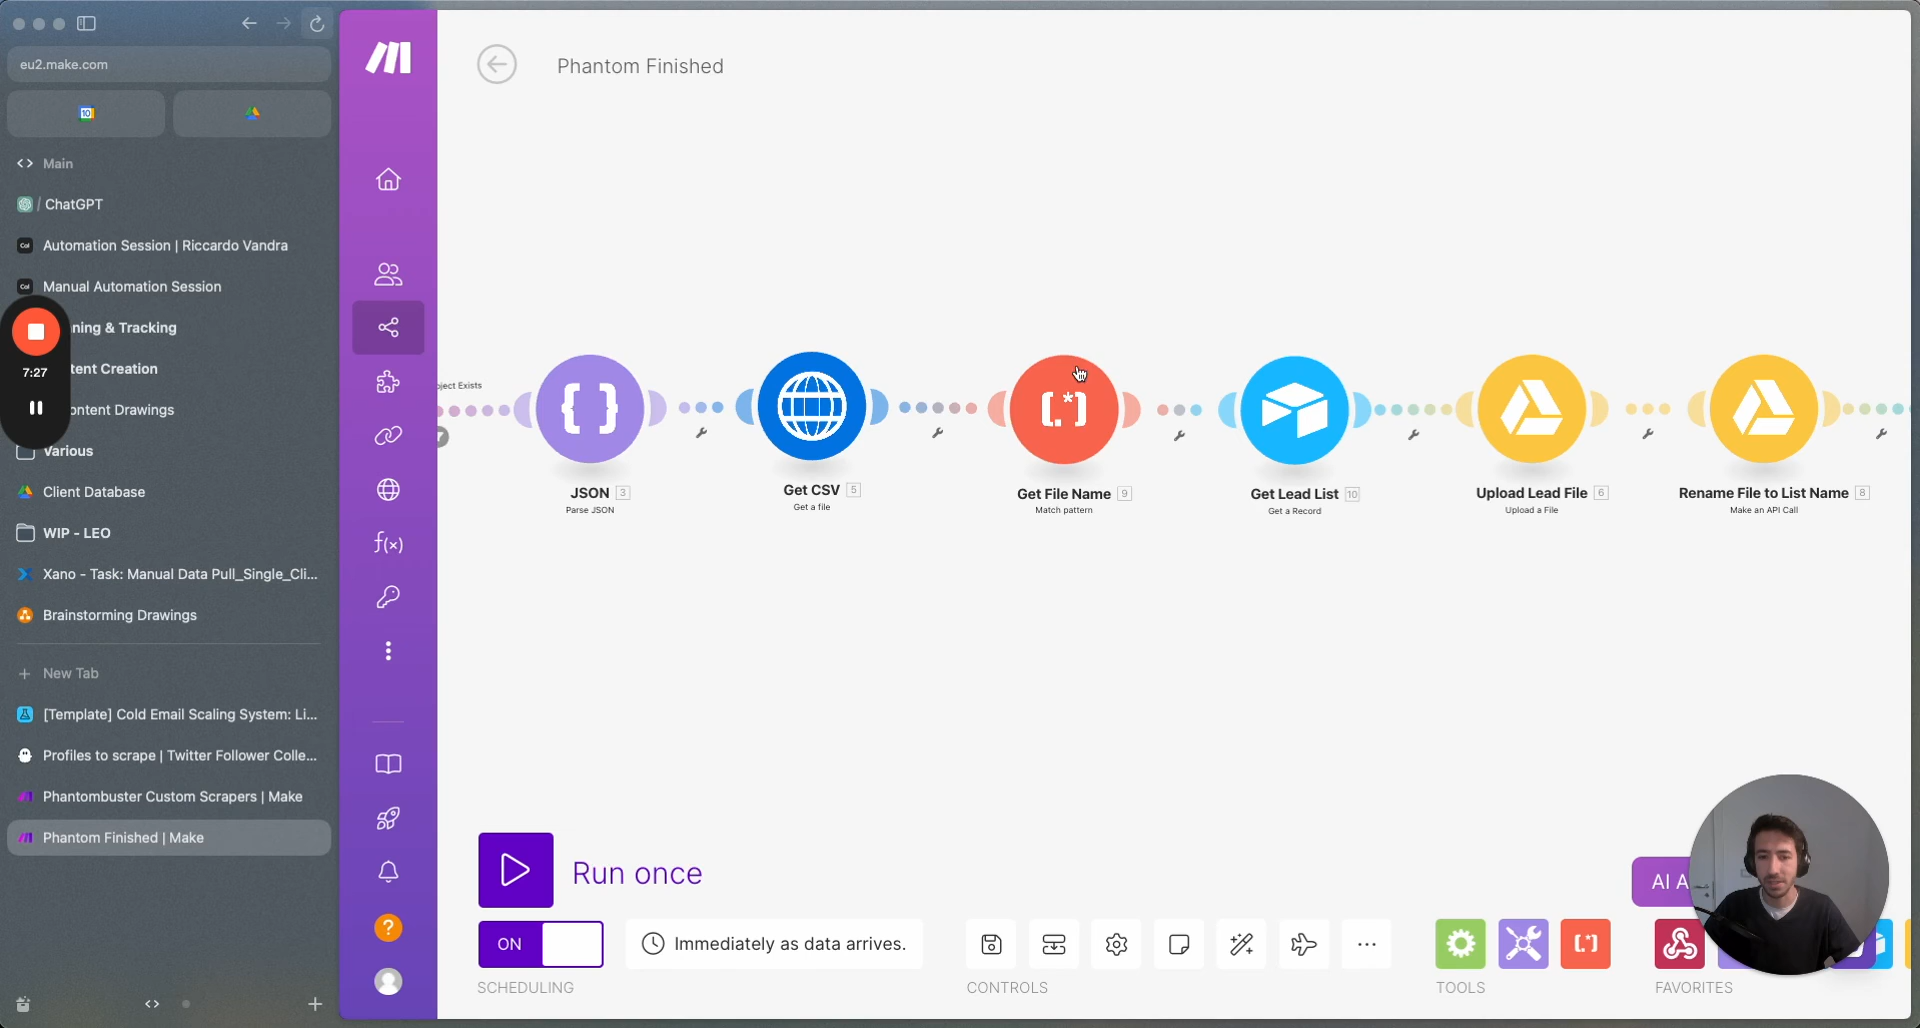 eu2.make.com
Main
/ ChatGPT
Automation Session | Riccardo Vandra
Manual Automation Session
ning & Tracking
tent Creation
ontent Drawings
Various
Client Database
WIP - LEO
Xano - Task: Manual Data Pull_Single_Cli...
Brainstorming Drawings
+ New Tab
[Template] Cold Email Scaling System: Li...
Profiles to scrape | Twitter Follower Colle...
Phantombuster Custom Scrapers | Make
Phantom Finished | Make
7:27
Phantom Finished
oject Exists
JSON 3
Parse JSON
Get CSV 5
Get a file
Get File Name 9
Match pattern
Get Lead List 10
Get a Record
Upload Lead File 6
Upload a File
Rename File to List Name 8
Make an API Call
Run once
AI A
ON
Immediately as data arrives.
SCHEDULING
CONTROLS
TOOLS
FAVORITES